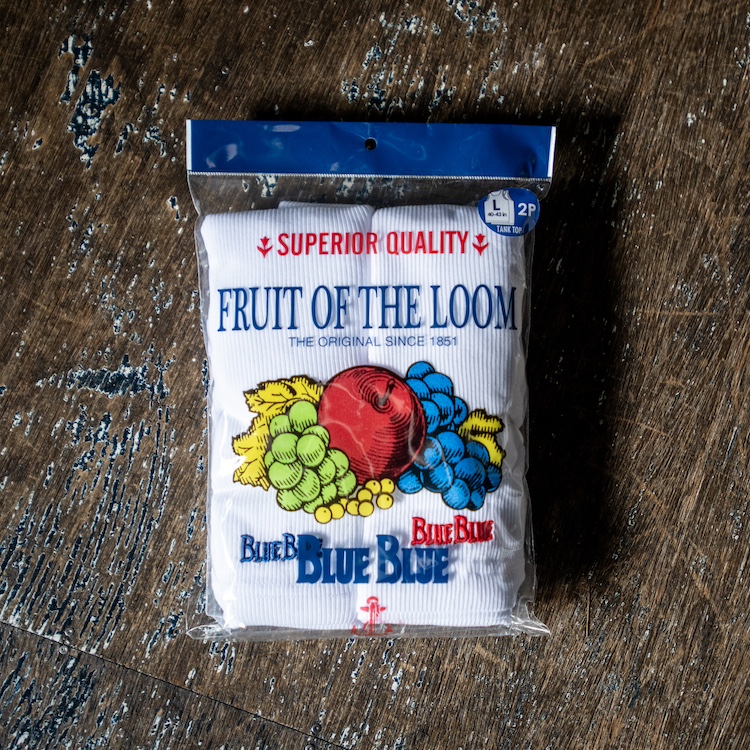 L
40-43 in
2P
TANK TOP
SUPERIOR QUALITY
FRUIT OF THE LOOM
THE ORIGINAL SINCE 1851
BLUE BLUE
BLUE B
BLUE BLUE